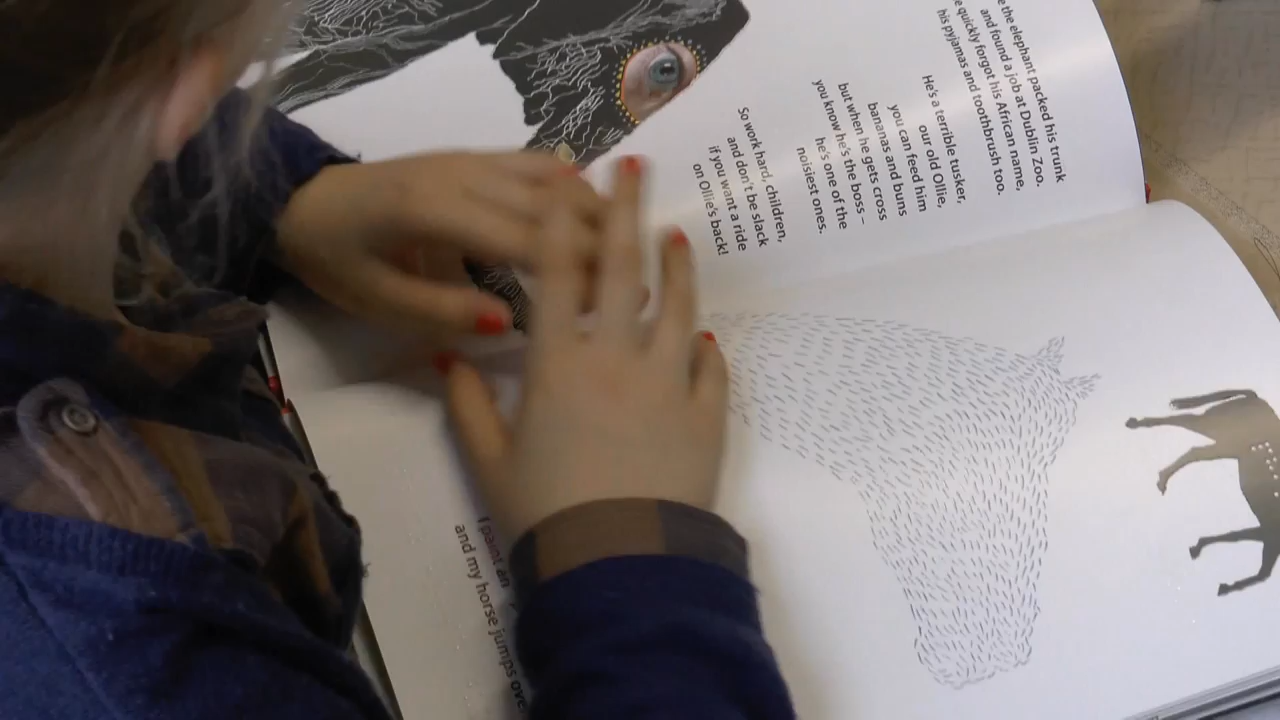 the elephant packed his trunk
and found a job at Dublin Zoo.
quickly forgot his African name,
his pyjamas and toothbrush too.
He's a terrible tusker,
our old Ollie,
you can feed him
bananas and buns
but when he gets cross
you know he's the boss –
he's one of the
noisiest ones.
So work hard, children,
and don't be slack
if you want a ride
on Ollie's back!
I paint an
and my horse jumps over